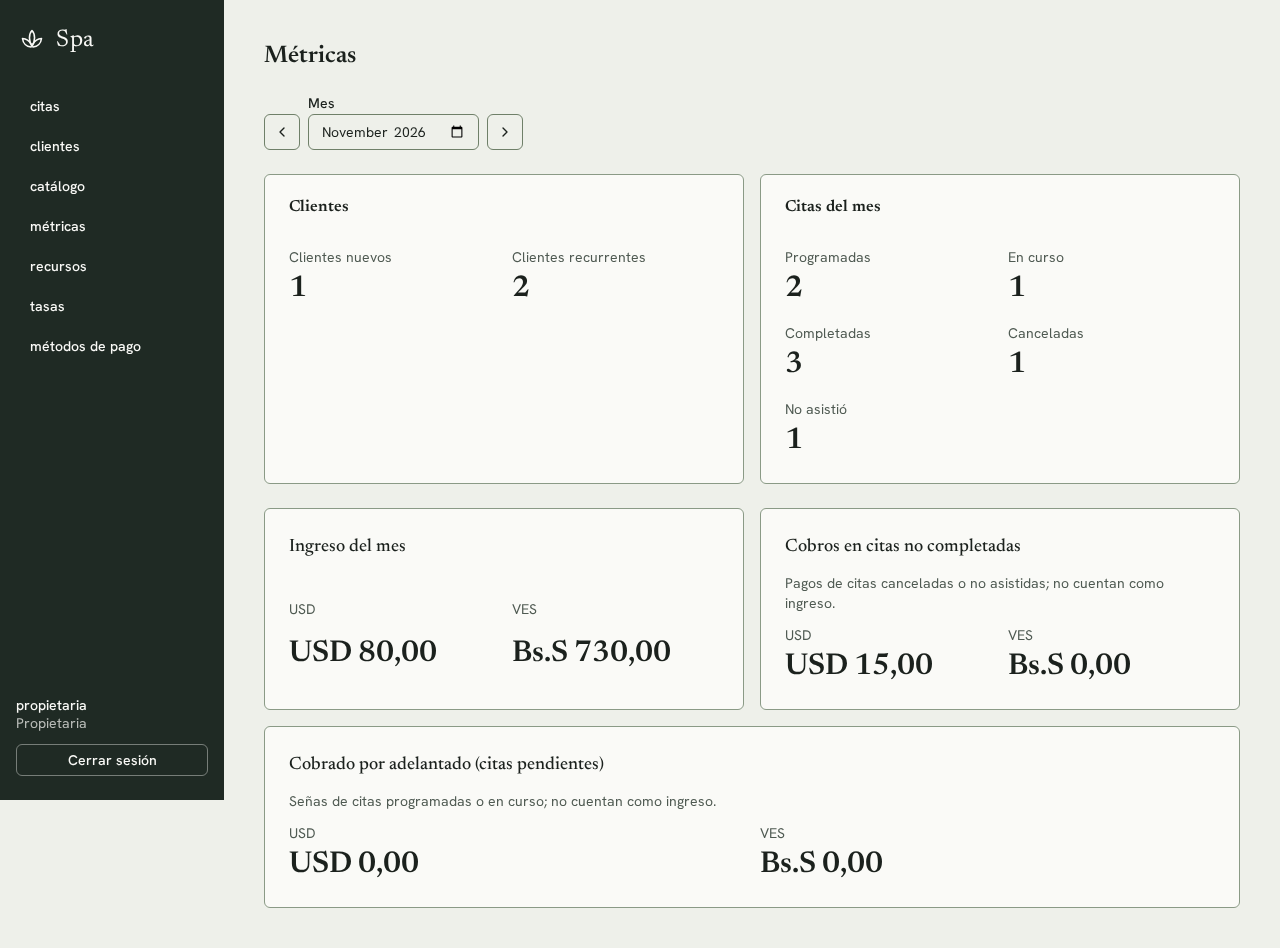 Spa
citas
clientes
catálogo
métricas
recursos
tasas
métodos de pago
propietaria
Propietaria
Cerrar sesión
Métricas
Mes
November 2026
Clientes
Clientes nuevos
1
Clientes recurrentes
2
Citas del mes
Programadas
2
En curso
1
Completadas
3
Canceladas
1
No asistió
1
Ingreso del mes
USD
USD 80,00
VES
Bs.S 730,00
Cobros en citas no completadas
Pagos de citas canceladas o no asistidas; no cuentan como
ingreso.
USD
USD 15,00
VES
Bs.S 0,00
Cobrado por adelantado (citas pendientes)
Señas de citas programadas o en curso; no cuentan como ingreso.
USD
USD 0,00
VES
Bs.S 0,00